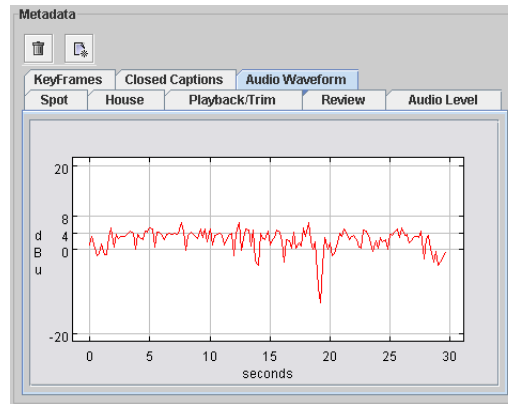 Metadata
KeyFrames Closed Captions Audio Waveform
Spot House Playback/Trim Review Audio Level
20
8
d 4
B 0
u
-20
0 5 10 15 20 25 30
seconds